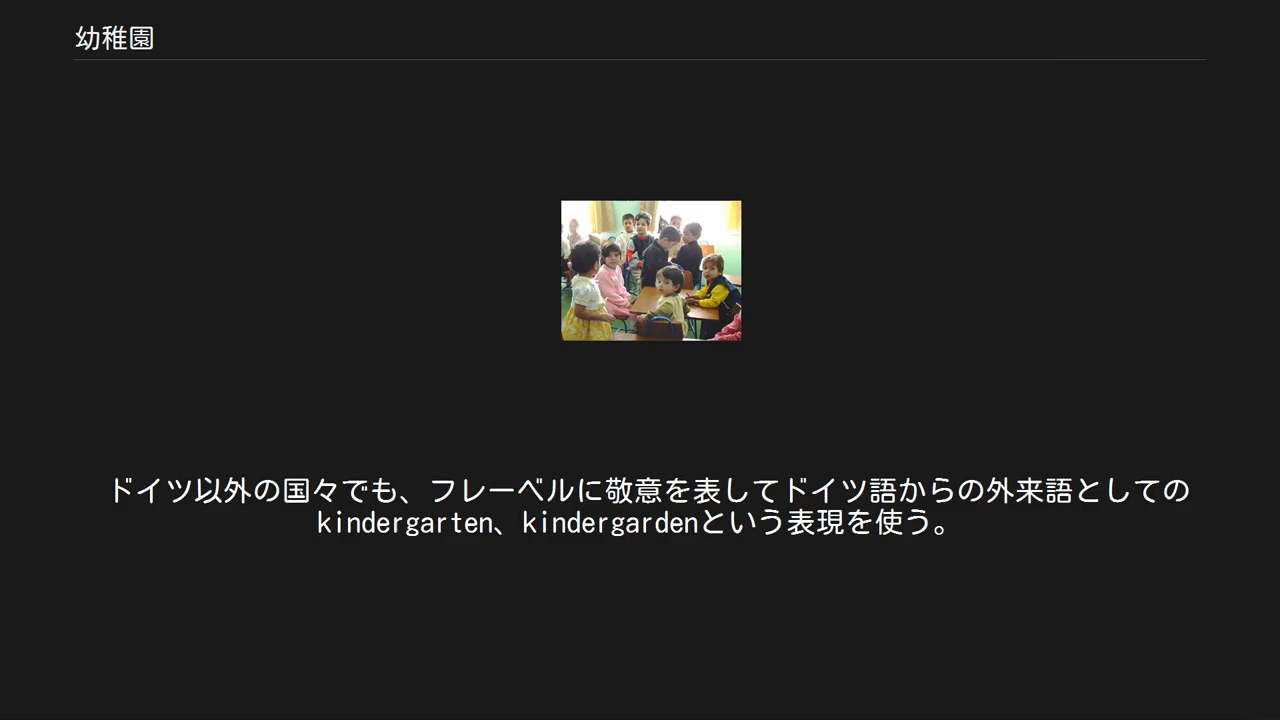 幼稚園
ドイツ以外の国々でも、フレーベルに敬意を表してドイツ語からの外来語としての
kindergarten、kindergardenという表現を使う。